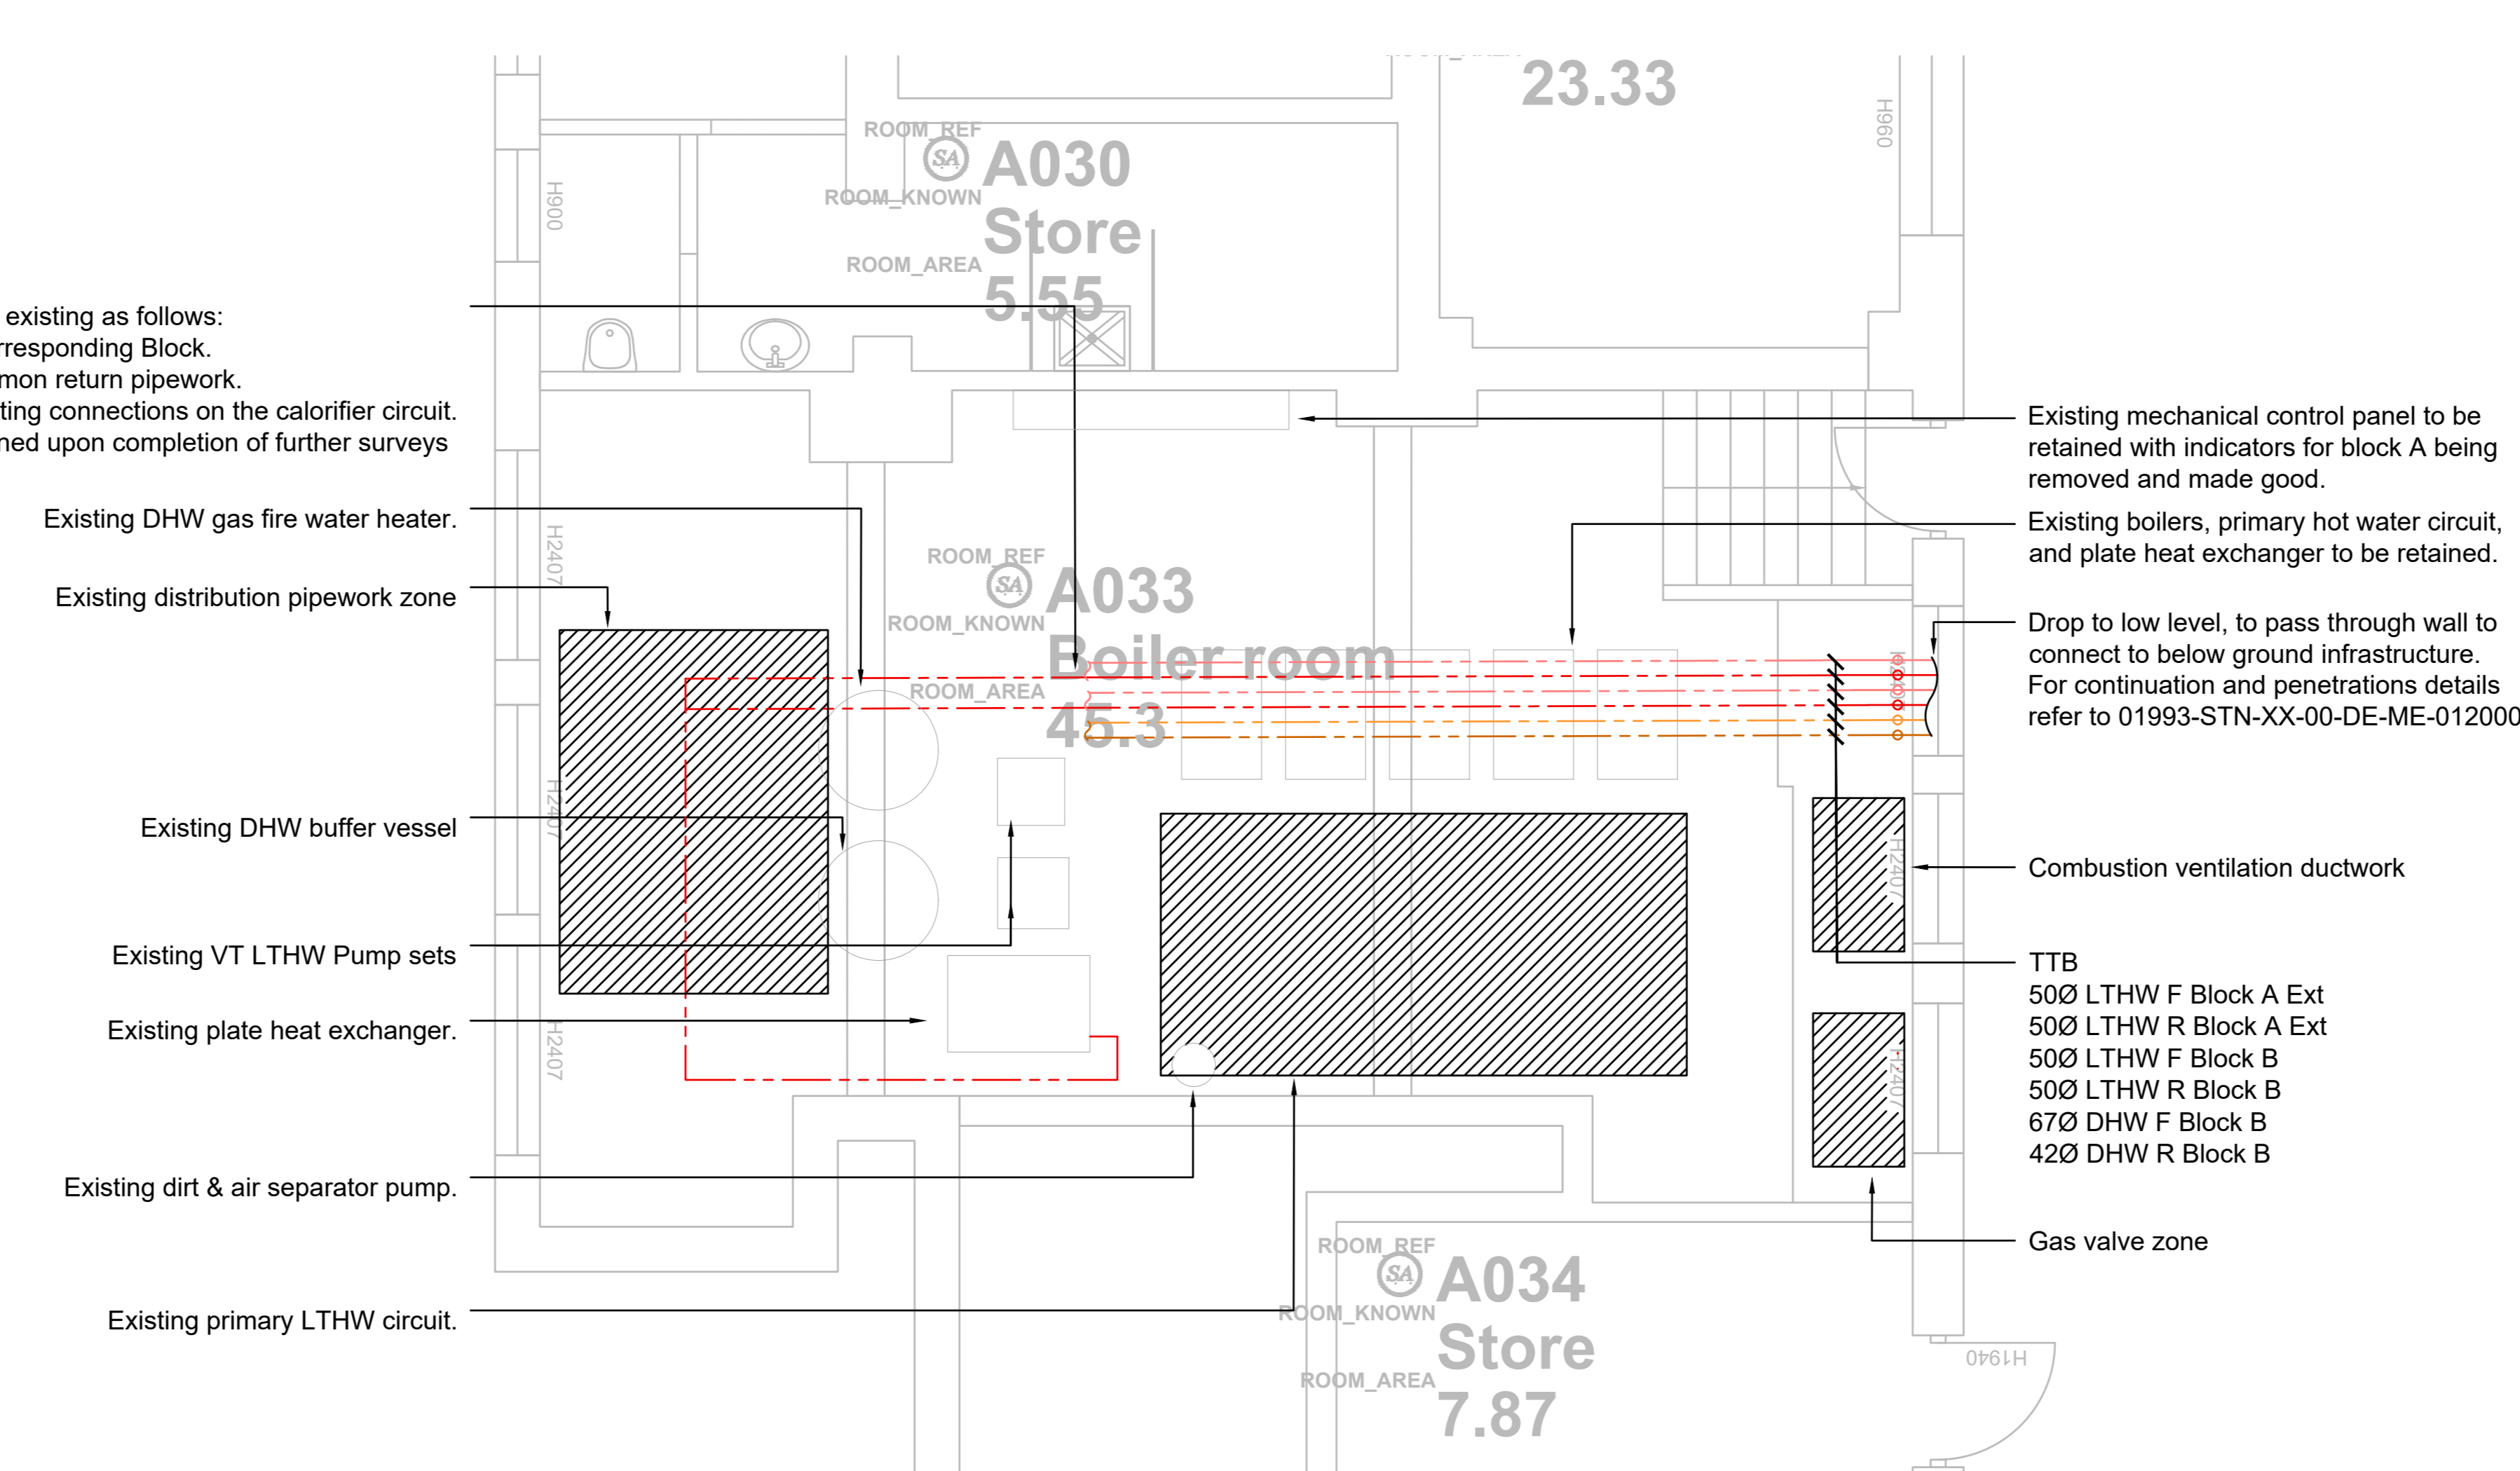 23.33
H960
ROOM_REF
SA
A030
ROOM_KNOWN
Store
ROOM_AREA
5.55
H900
existing as follows:
rresponding Block.
mon return pipework.
ting connections on the calorifier circuit.
ned upon completion of further surveys
Existing DHW gas fire water heater.
Existing distribution pipework zone
Existing DHW buffer vessel
Existing VT LTHW Pump sets
Existing plate heat exchanger.
Existing dirt & air separator pump.
Existing primary LTHW circuit.
H2407
H2407
H2407
ROOM_REF
SA
A033
ROOM_KNOWN
Boiler room
ROOM_AREA
45.3
Existing mechanical control panel to be
retained with indicators for block A being
removed and made good.
Existing boilers, primary hot water circuit,
and plate heat exchanger to be retained.
Drop to low level, to pass through wall to
connect to below ground infrastructure.
For continuation and penetrations details
refer to 01993-STN-XX-00-DE-ME-012000
H2407
H2407
Combustion ventilation ductwork
TTB
50Ø LTHW F Block A Ext
50Ø LTHW R Block A Ext
50Ø LTHW F Block B
50Ø LTHW R Block B
67Ø DHW F Block B
42Ø DHW R Block B
Gas valve zone
ROOM_REF
SA
A034
ROOM_KNOWN
Store
ROOM_AREA
7.87
H1940